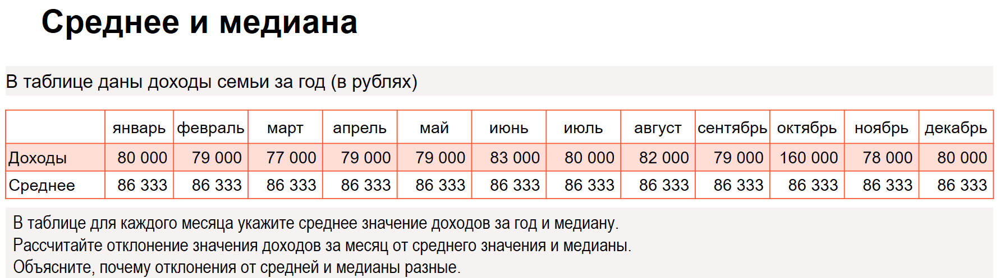 Среднее и медиана
В таблице даны доходы семьи за год (в рублях)
январь февраль март апрель май июнь июль август сентябрь октябрь ноябрь декабрь
Доходы 80 000 79 000 77 000 79 000 79 000 83 000 80 000 82 000 79 000 160 000 78 000 80 000
Среднее 86 333 86 333 86 333 86 333 86 333 86 333 86 333 86 333 86 333 86 333 86 333 86 333
В таблице для каждого месяца укажите среднее значение доходов за год и медиану.
Рассчитайте отклонение значения доходов за месяц от среднего значения и медианы.
Объясните, почему отклонения от средней и медианы разные.